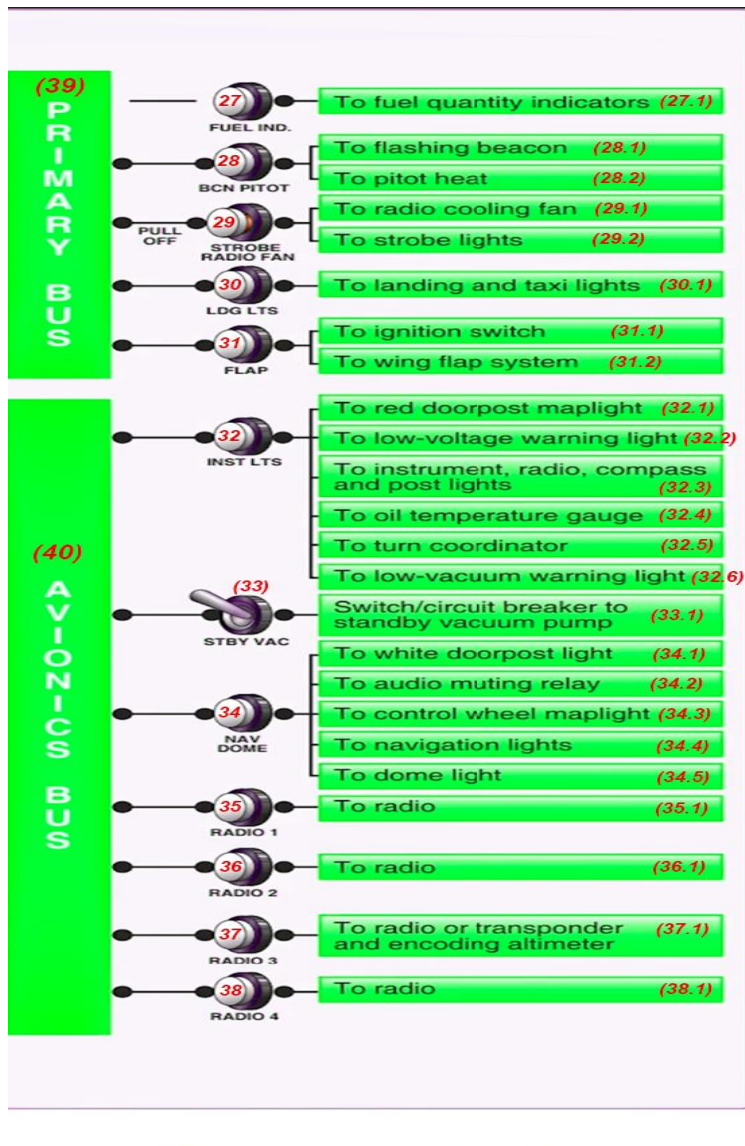 (39)
PRIMARY BUS
27
FUEL IND.
To fuel quantity indicators (27.1)
28
BCN PITOT
To flashing beacon (28.1)
To pitot heat (28.2)
PULL
OFF
29
STROBE
RADIO FAN
To radio cooling fan (29.1)
To strobe lights (29.2)
30
LDG LTS
To landing and taxi lights (30.1)
31
FLAP
To ignition switch (31.1)
To wing flap system (31.2)
(40)
AVIONICS BUS
32
INST LTS
To red doorpost maplight (32.1)
To low-voltage warning light (32.2)
To instrument, radio, compass
and post lights (32.3)
To oil temperature gauge (32.4)
To turn coordinator (32.5)
To low-vacuum warning light (32.6)
(33)
STBY VAC
Switch/circuit breaker to
standby vacuum pump (33.1)
34
NAV
DOME
To white doorpost light (34.1)
To audio muting relay (34.2)
To control wheel maplight (34.3)
To navigation lights (34.4)
To dome light (34.5)
35
RADIO 1
To radio (35.1)
36
RADIO 2
To radio (36.1)
37
RADIO 3
To radio or transponder (37.1)
and encoding altimeter
38
RADIO 4
To radio (38.1)